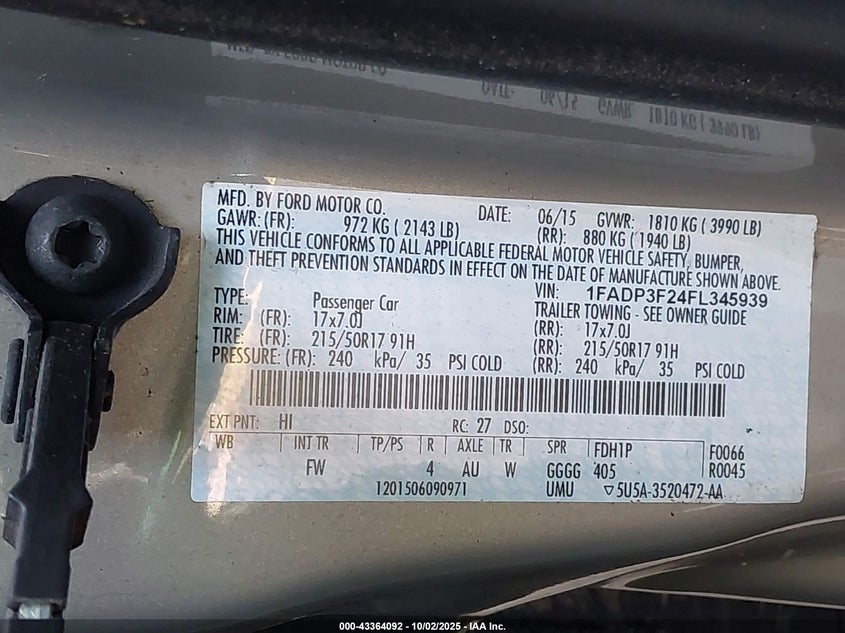 MFD. BY FORD MOTOR CO. DATE: 06/15 GVWR: 1810 KG ( 3990 LB)
GAWR: (FR): 972 KG ( 2143 LB) (RR): 880 KG ( 1940 LB)
THIS VEHICLE CONFORMS TO ALL APPLICABLE FEDERAL MOTOR VEHICLE SAFETY, BUMPER,
AND THEFT PREVENTION STANDARDS IN EFFECT ON THE DATE OF MANUFACTURE SHOWN ABOVE.
VIN: 1FADP3F24FL345939
TYPE: Passenger Car TRAILER TOWING - SEE OWNER GUIDE
RIM: (FR): 17x7.0J (RR): 17x7.0J
TIRE: (FR): 215/50R17 91H (RR): 215/50R17 91H
PRESSURE: (FR): 240 kPa/ 35 PSI COLD (RR): 240 kPa/ 35 PSI COLD
EXT PNT: HI RC: 27 DSO:
WB INT TR TP/PS R AXLE TR SPR FDH1P F0066
FW 4 AU W GGGG 405 R0045
1201506090971 UMU ▽5U5A-3520472-AA
000-43364092 - 10/02/2025 - IAA Inc.